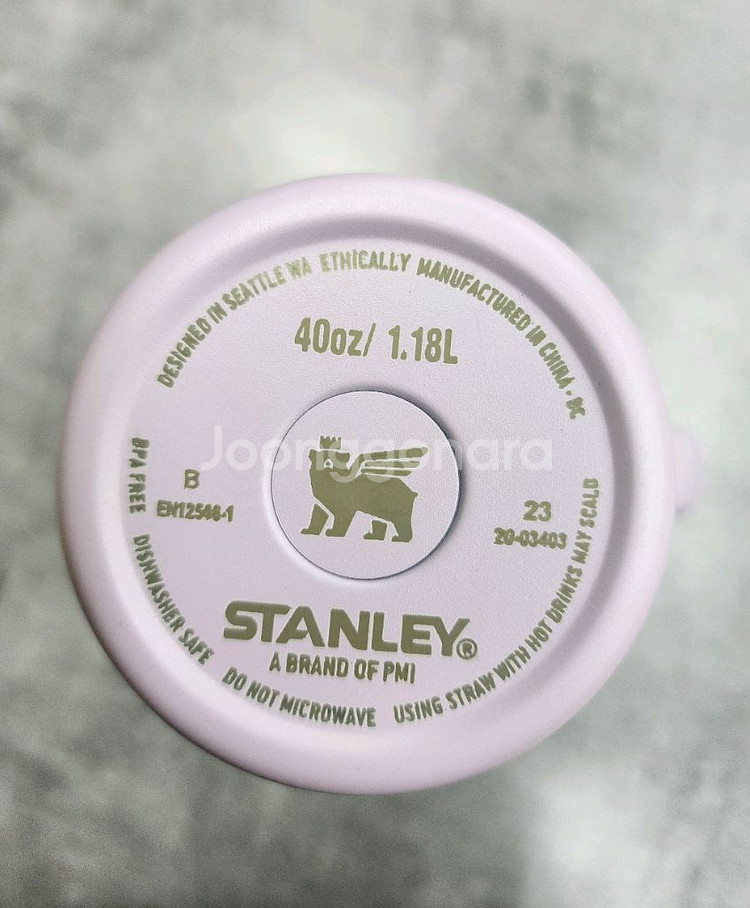 DESIGNED IN SEATTLE WA ETHICALLY MANUFACTURED IN CHINA • BC
40oz/ 1.18L
Joonggonara
B
EN12546-1
23
20-03403
STANLEY®
A BRAND OF PMI
BPA FREE DISHWASHER SAFE DO NOT MICROWAVE USING STRAW WITH HOT DRINKS MAY SCALD